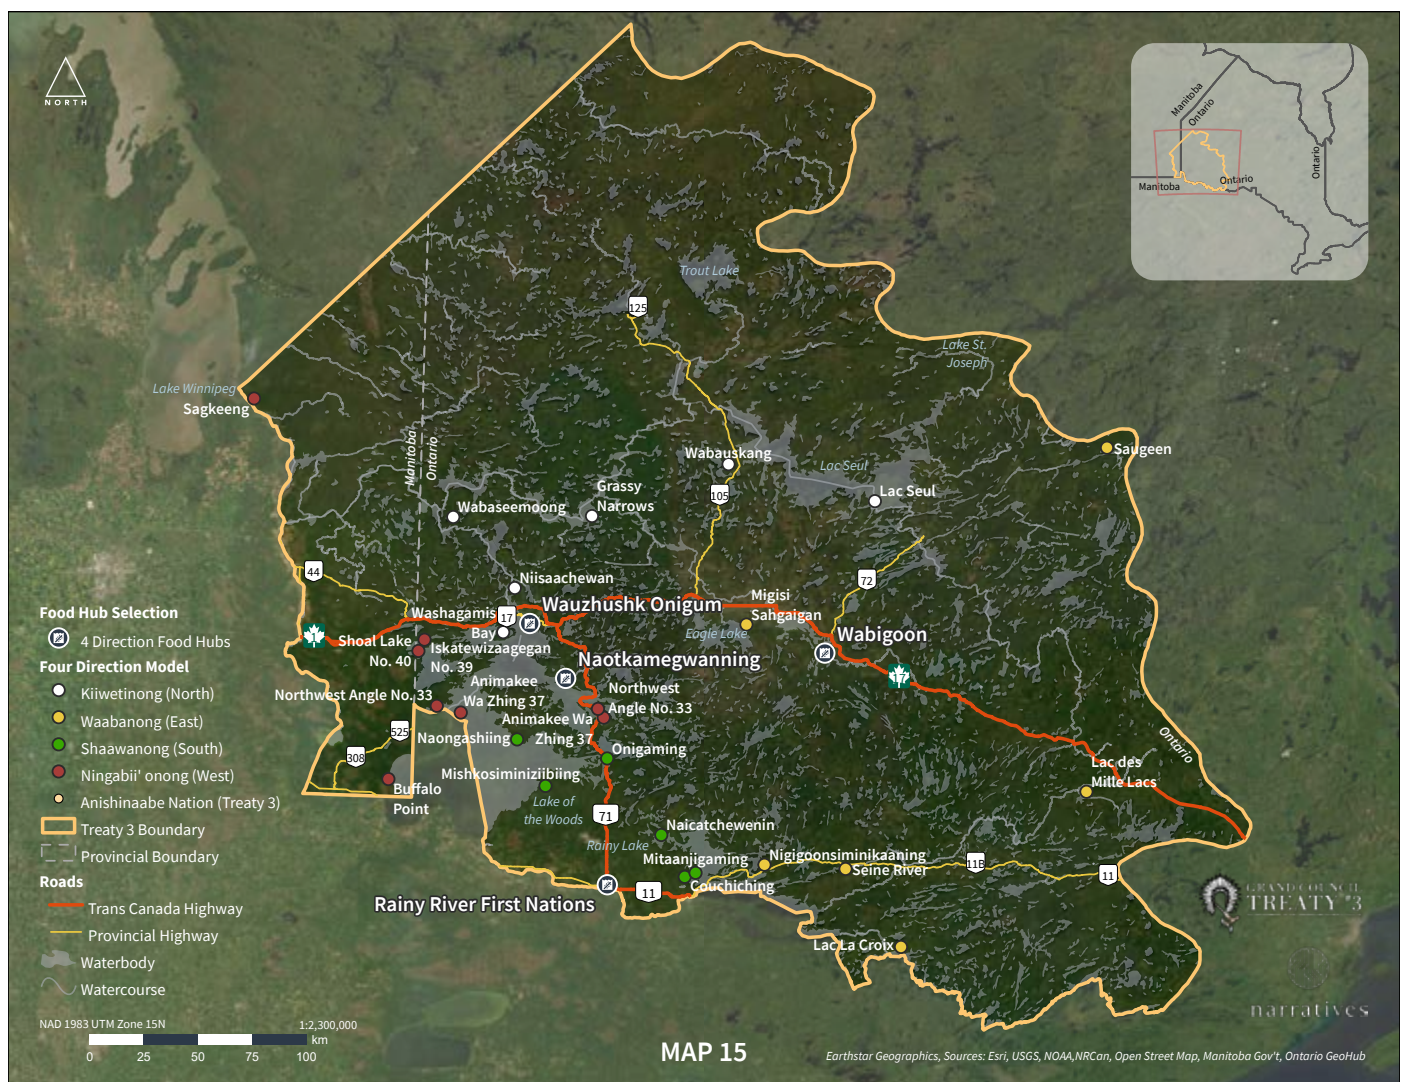 NORTH
Manitoba
Ontario
Ontario
Manitoba
Ontario
Trout Lake
125
Lake St.
Joseph
Lake Winnipeg
Sagkeeng
Manitoba
Ontario
Saugeen
Wabauskang
Lac Seul
Lac Seul
Grassy
Narrows
105
Wabaseemoong
44
Niisaachewan
72
Migisi
Sahgaigan
Washagamis
Bay
17
Wauzhushk Onigum
Eagle Lake
Wabigoon
1
Shoal Lake
No. 40
Iskatewizaagegan
No. 39
Naotkamegwanning
17
Animakee
Wa Zhing 37
Northwest Angle No. 33
Northwest
Angle No. 33
Animakee Wa
Zhing 37
525
Naongashiing
308
Onigaming
Ontario
Mishkosiminiziibiing
Lac des
Mille Lacs
Buffalo
Point
Lake of
the Woods
71
Naicatchewenin
Rainy Lake
Mitaanjigaming
Nigigoonsiminikaaning
Seine River
11B
11
Couchiching
11
Rainy River First Nations
Lac La Croix
Food Hub Selection
4 Direction Food Hubs
Four Direction Model
Kiiwetinong (North)
Waabanong (East)
Shaawanong (South)
Ningabii' onong (West)
Anishinaabe Nation (Treaty 3)
Treaty 3 Boundary
Provincial Boundary
Roads
Trans Canada Highway
Provincial Highway
Waterbody
Watercourse
NAD 1983 UTM Zone 15N
1:2,300,000
km
0 25 50 75 100
GRAND COUNCIL
TREATY #3
narratives
MAP 15
Earthstar Geographics, Sources: Esri, USGS, NOAA,NRCan, Open Street Map, Manitoba Gov't, Ontario GeoHub